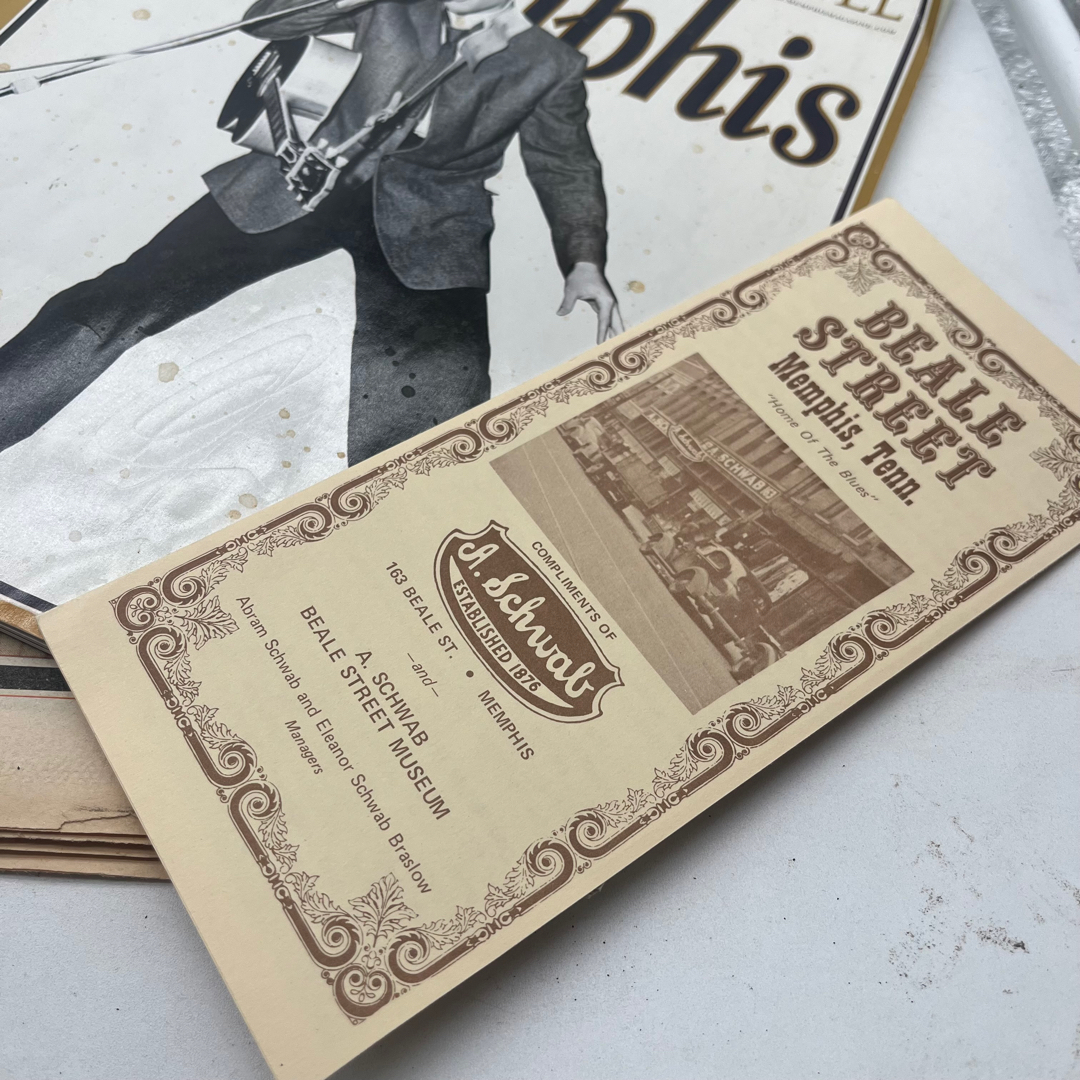 BEALE
STREET
Memphis, Tenn.
"Home Of The Blues"
A. SCHWAB'S
COMPLIMENTS OF
A. Schwab
ESTABLISHED 1876
163 BEALE ST. • MEMPHIS
—and—
A. SCHWAB
BEALE STREET MUSEUM
Abram Schwab and Eleanor Schwab Braslow
Managers
phis